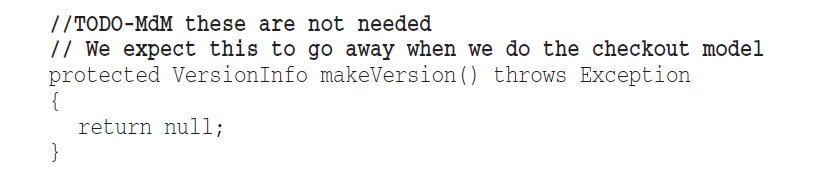 //TODO-MdM these are not needed
// We expect this to go away when we do the checkout model
protected VersionInfo makeVersion() throws Exception
{
return null;
}